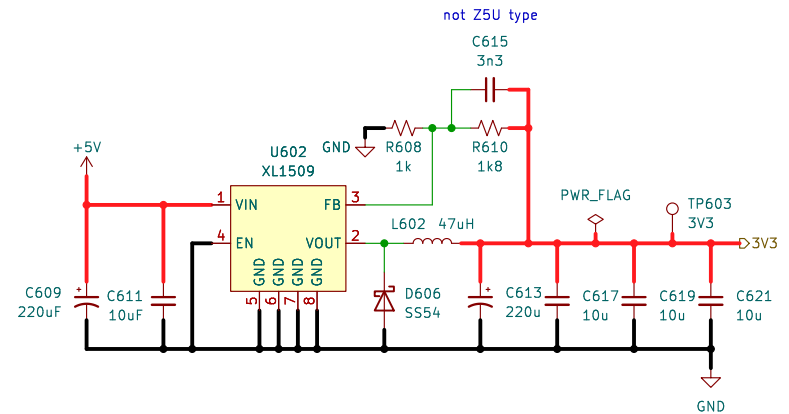 not Z5U type
C615
3n3
GND
R608
1k
R610
1k8
+5V
U602
XL1509
1
VIN
FB
3
4
EN
VOUT
2
GND
GND
GND
GND
5
6
7
8
L602
47uH
PWR_FLAG
TP603
3V3
3V3
C609
220uF
C611
10uF
D606
SS54
C613
220u
C617
10u
C619
10u
C621
10u
GND